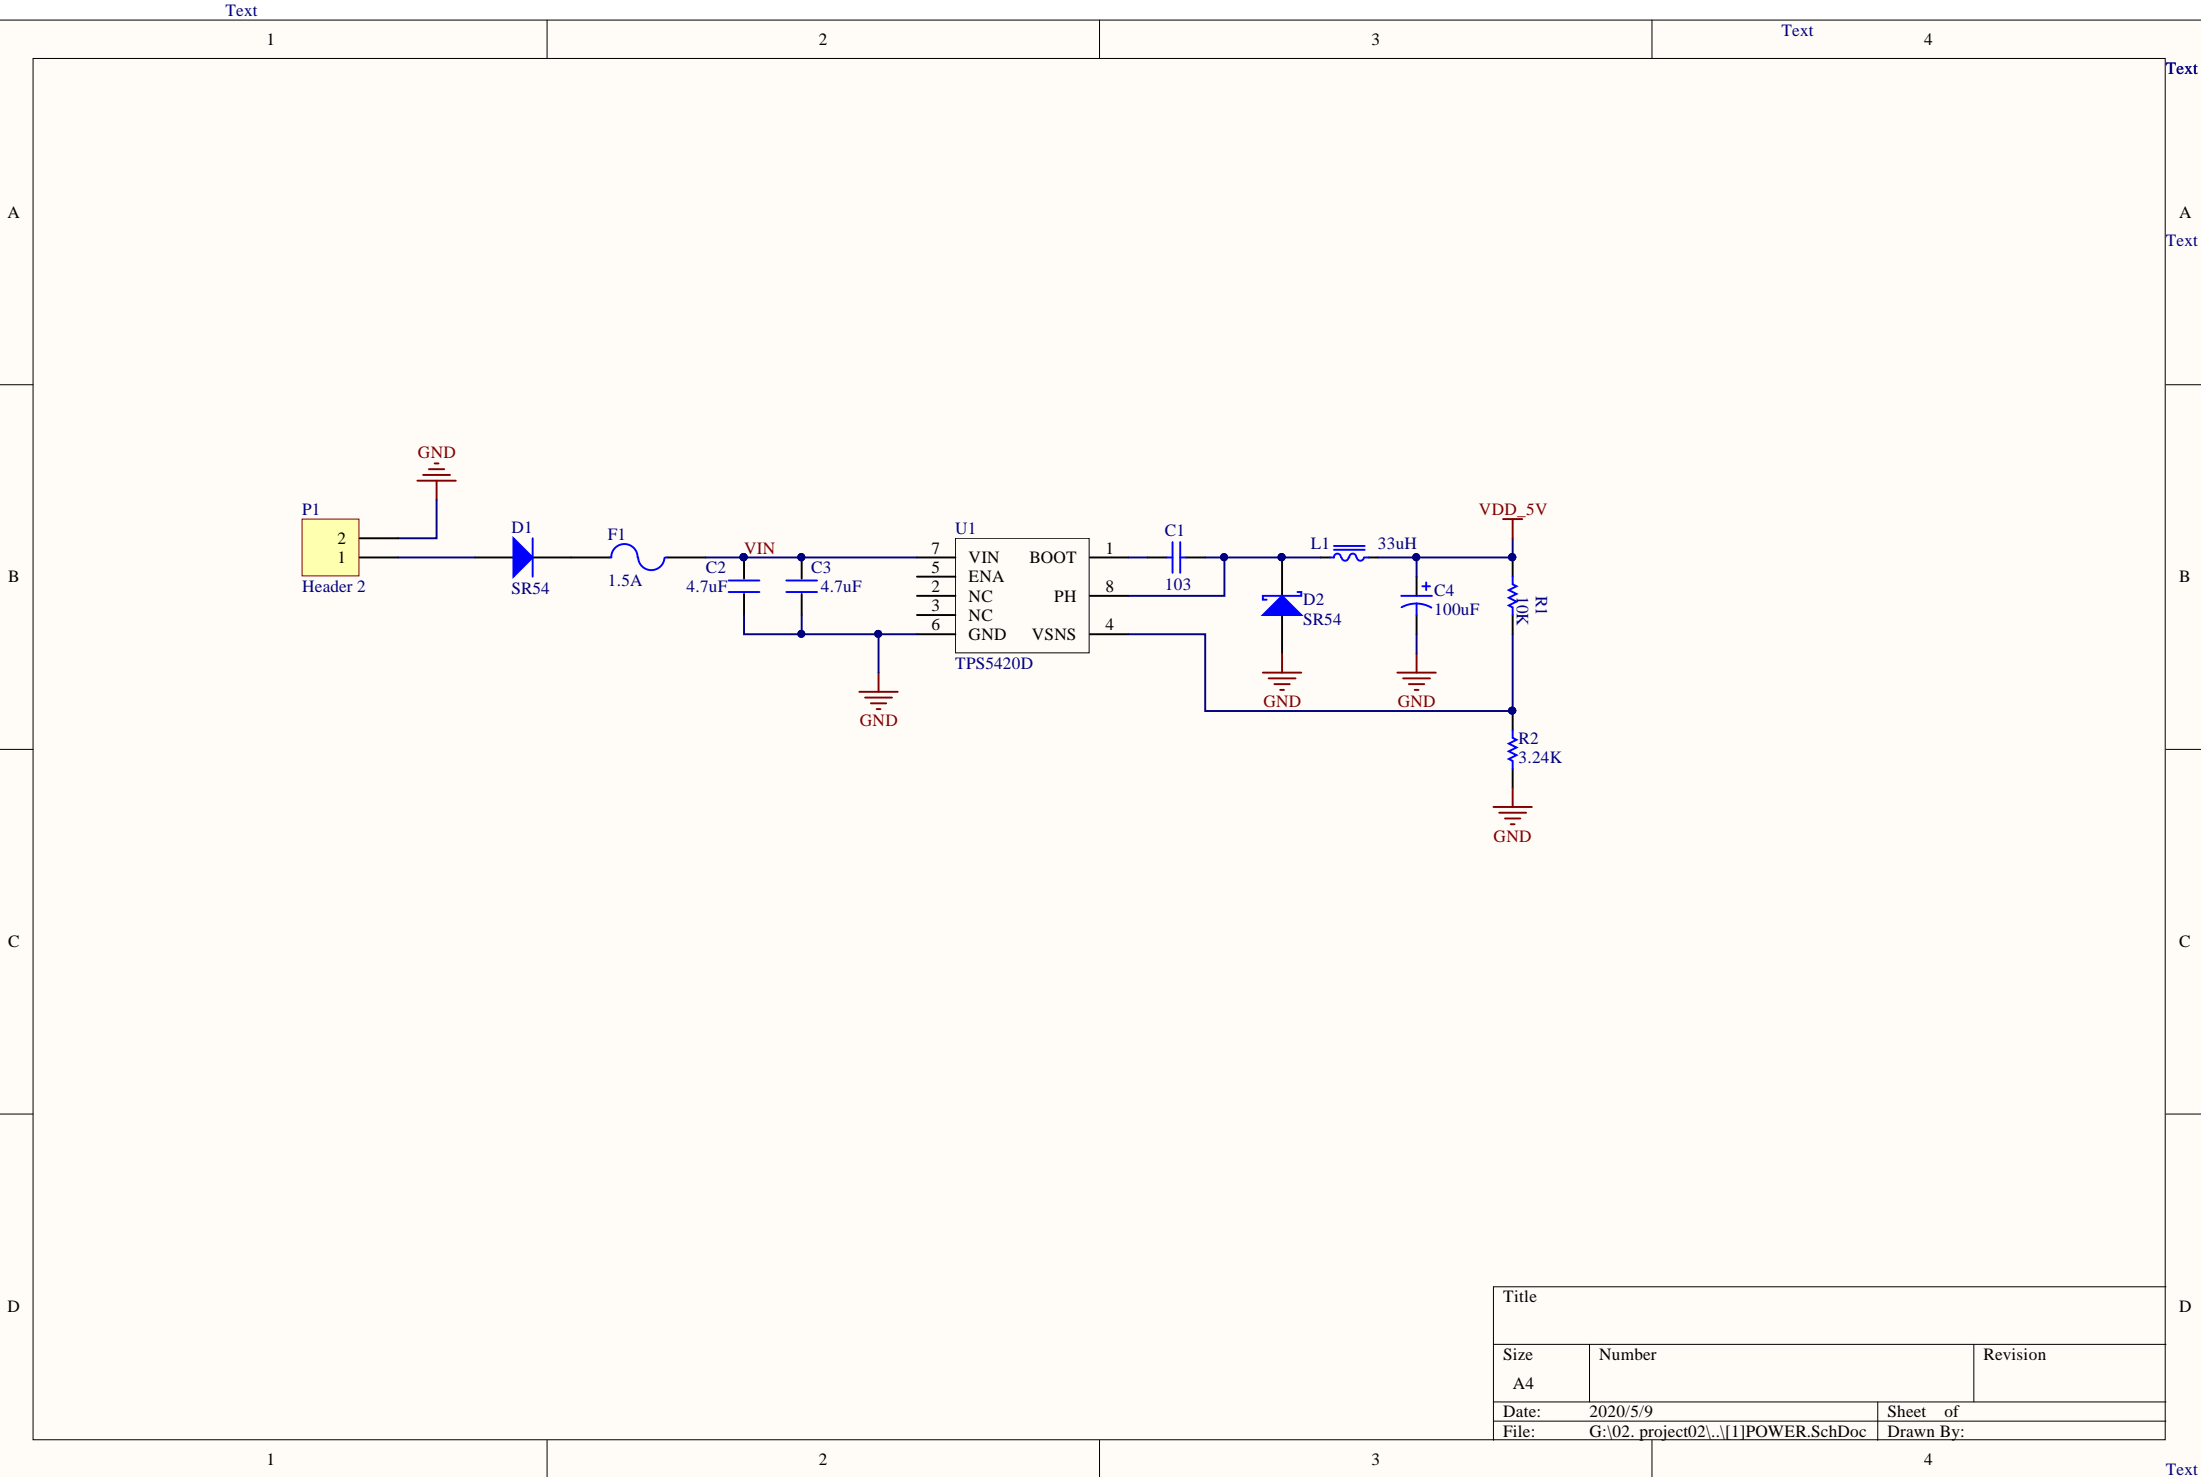 Text
1 2 3 4
Text
Text
A A
Text
GND
P1
2
1
Header 2
D1
SR54
F1
1.5A
VIN
C2
4.7uF
C3
4.7uF
GND
U1
7 VIN BOOT 1
5 ENA
2 NC PH 8
3 NC
6 GND VSNS 4
TPS5420D
C1
103
L1 33uH
D2
SR54
GND
C4
100uF
GND
VDD_5V
R1
10K
R2
3.24K
GND
B B
C C
D D
Title
Size Number Revision
A4
Date: 2020/5/9 Sheet of
File: G:\02. project02\..\[1]POWER.SchDoc Drawn By:
1 2 3 4
Text